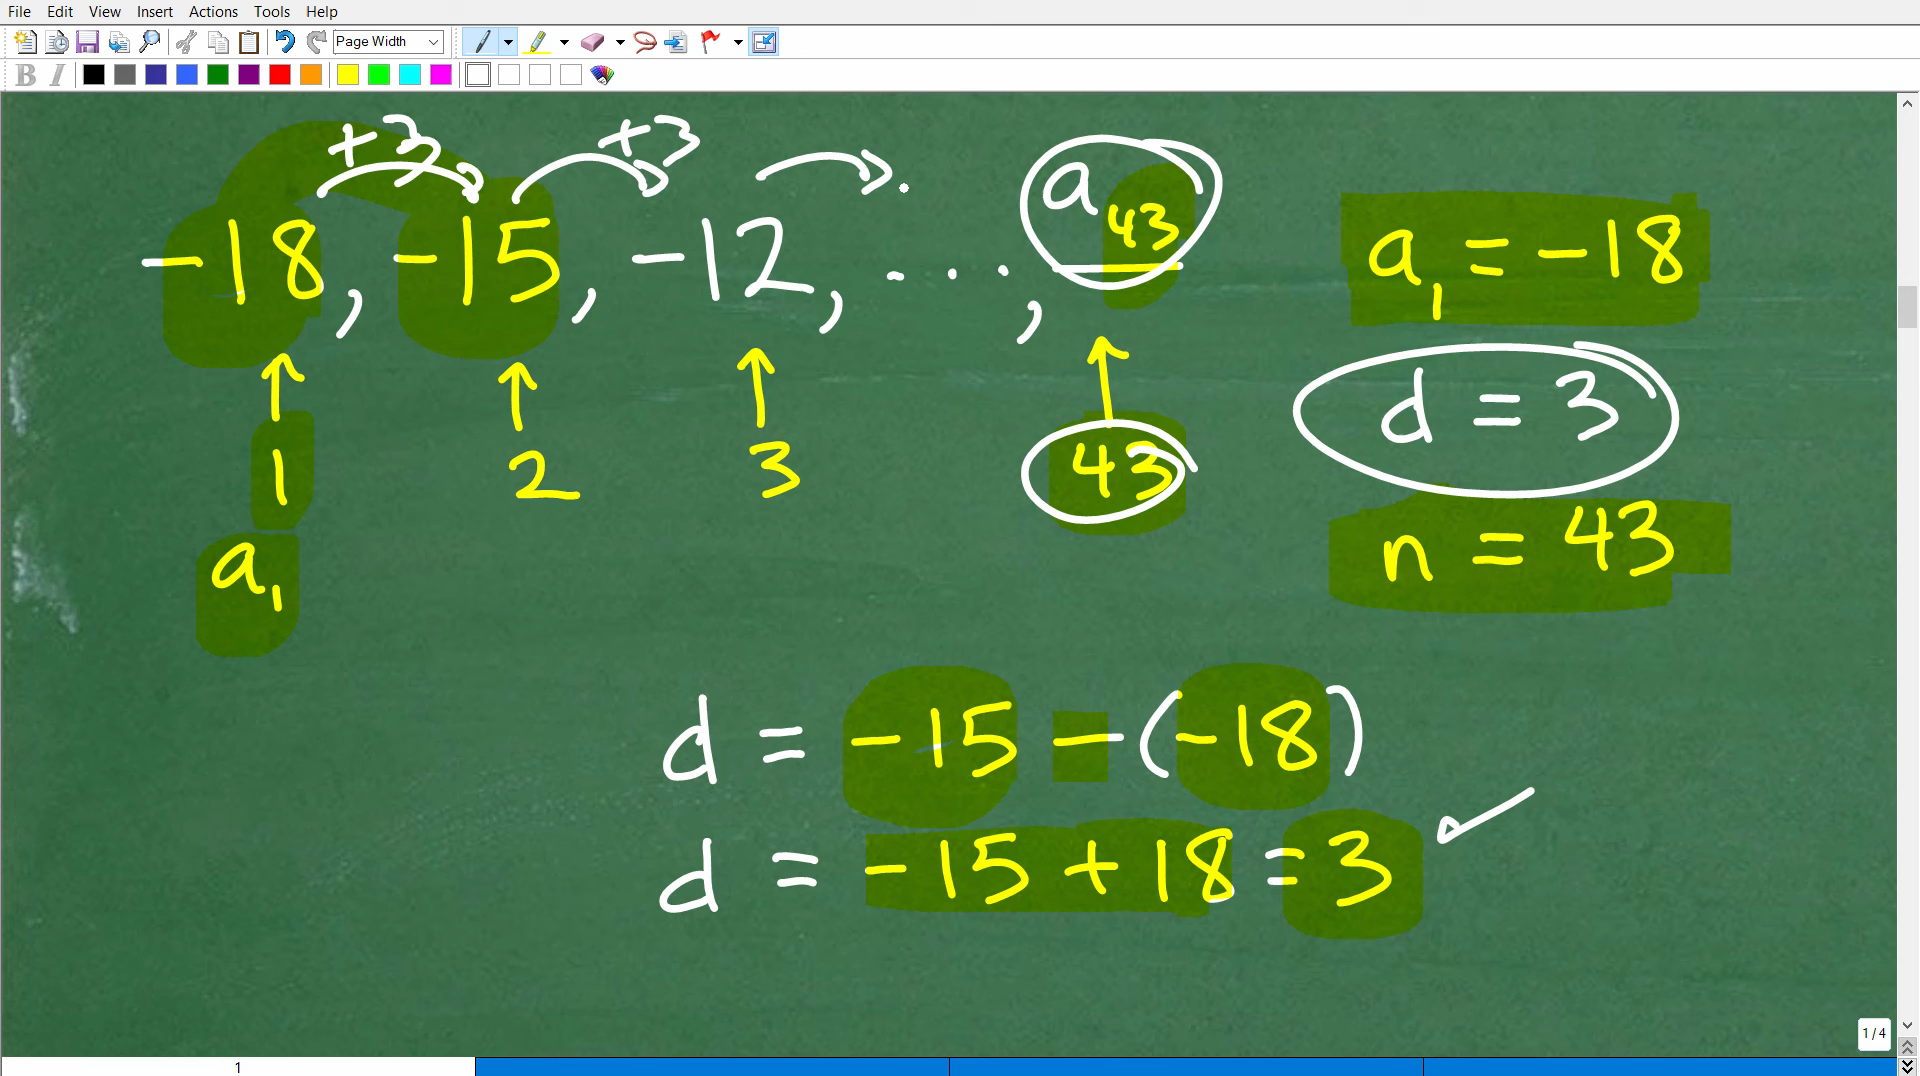 File Edit View Insert Actions Tools Help
Page Width
B I
+3 +3
-18, -15, -12, ..., a43
a1 = -18
d = 3
1 2 3 43
n = 43
a1
d = -15 - (-18)
d = -15 + 18 = 3 ✓
1 / 4
1